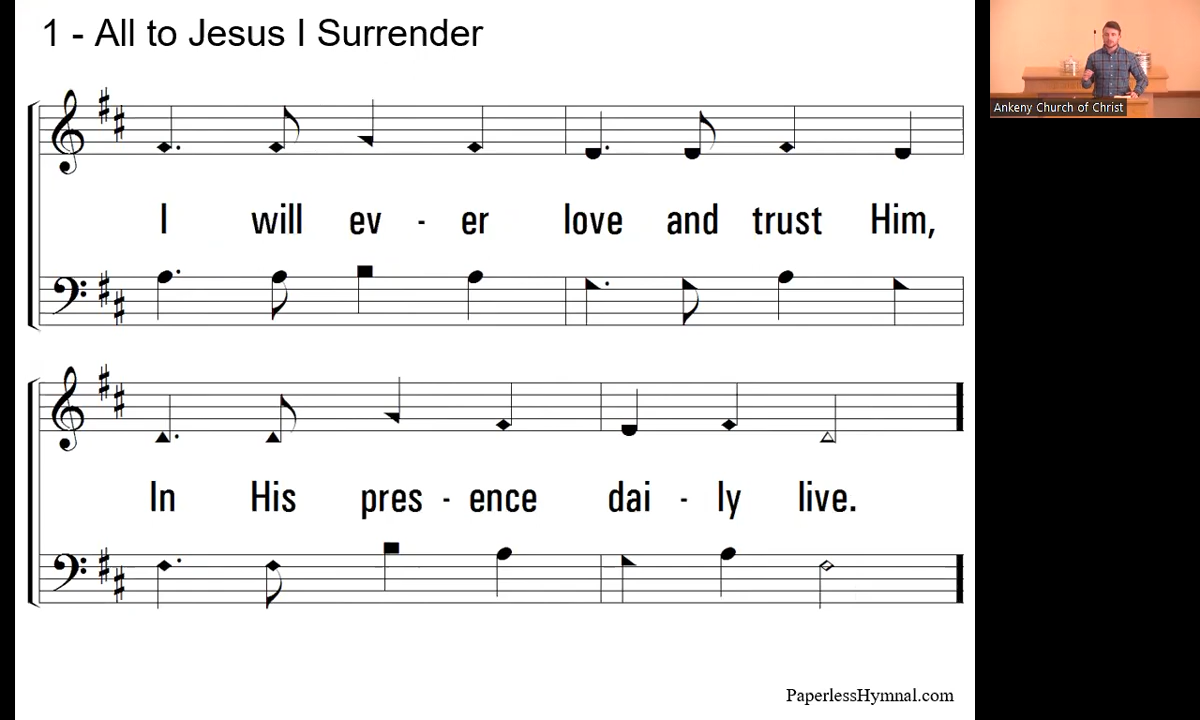 1 - All to Jesus I Surrender
Ankeny Church of Christ
I will ev - er love and trust Him,
In His pres - ence dai - ly live.
PaperlessHymnal.com